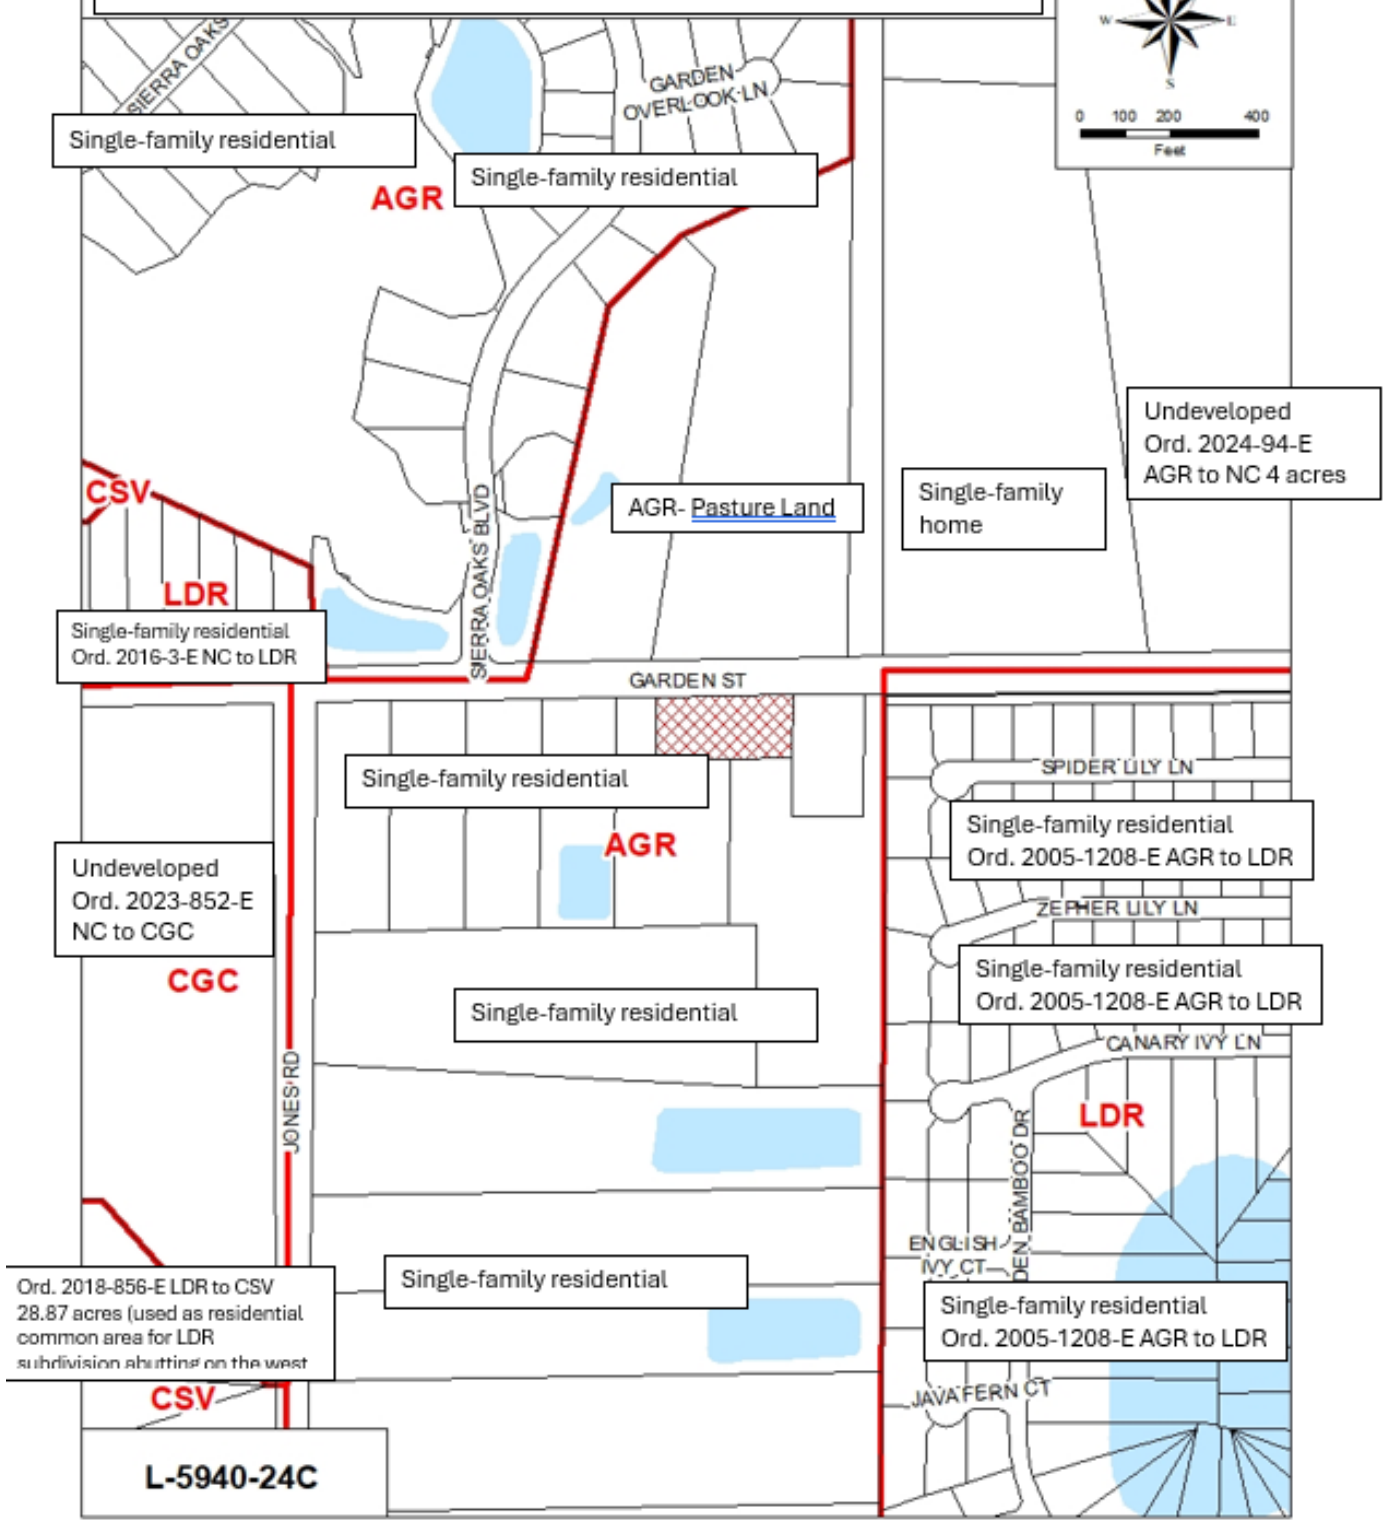 W E
S
0 100 200 400
Feet
SIERRA OAKS
GARDEN
OVERLOOK LN
Single-family residential
Single-family residential
AGR
Undeveloped
Ord. 2024-94-E
AGR to NC 4 acres
CSV
AGR- Pasture Land
Single-family
home
SIERRA OAKS BLVD
LDR
Single-family residential
Ord. 2016-3-E NC to LDR
GARDEN ST
Single-family residential
SPIDER LILY LN
Single-family residential
Ord. 2005-1208-E AGR to LDR
AGR
Undeveloped
Ord. 2023-852-E
NC to CGC
ZEPHER LILY LN
CGC
Single-family residential
Ord. 2005-1208-E AGR to LDR
Single-family residential
CANARY IVY LN
JONES RD
LDR
DEN BAMBOO DR
ENGLISH
IVY CT
Ord. 2018-856-E LDR to CSV
28.87 acres (used as residential
common area for LDR
subdivision abutting on the west
Single-family residential
Single-family residential
Ord. 2005-1208-E AGR to LDR
CSV
JAVA FERN CT
L-5940-24C